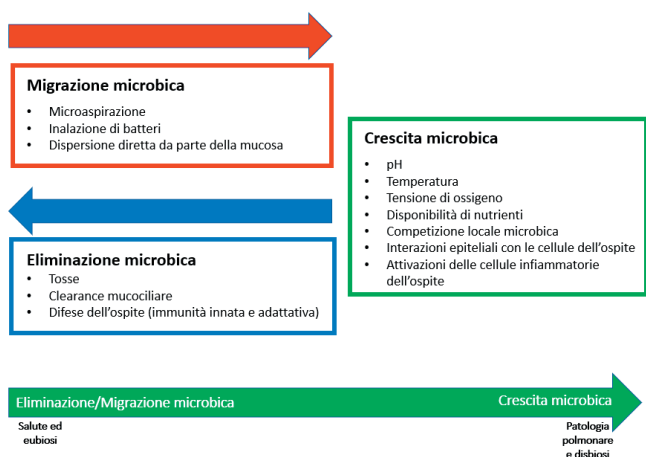 Migrazione microbica
• Microaspirazione
• Inalazione di batteri
• Dispersione diretta da parte della mucosa
Eliminazione microbica
• Tosse
• Clearance mucociliare
• Difese dell'ospite (immunità innata e adattativa)
Crescita microbica
• pH
• Temperatura
• Tensione di ossigeno
• Disponibilità di nutrienti
• Competizione locale microbica
• Interazioni epiteliali con le cellule dell'ospite
• Attivazioni delle cellule infiammatorie
dell'ospite
Eliminazione/Migrazione microbica
Crescita microbica
Salute ed
eubiosi
Patologia
polmonare
e disbiosi